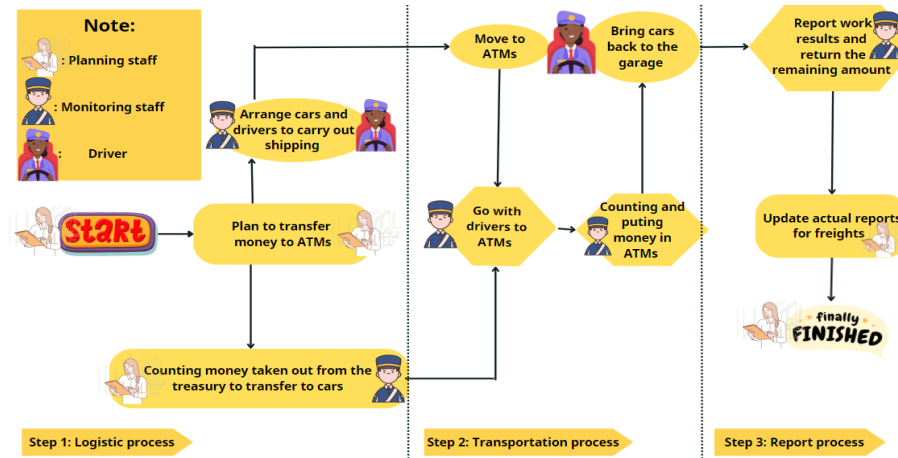 Note:
: Planning staff
: Monitoring staff
: Driver
START
Plan to transfer
money to ATMs
Arrange cars and
drivers to carry out
shipping
Counting money taken out from the
treasury to transfer to cars
Step 1: Logistic process
Move to
ATMs
Go with
drivers to
ATMs
Counting and
puting
money in
ATMs
Bring cars
back to the
garage
Step 2: Transportation process
Report work
results and
return the
remaining amount
Update actual reports
for freights
finally
FINISHED
Step 3: Report process